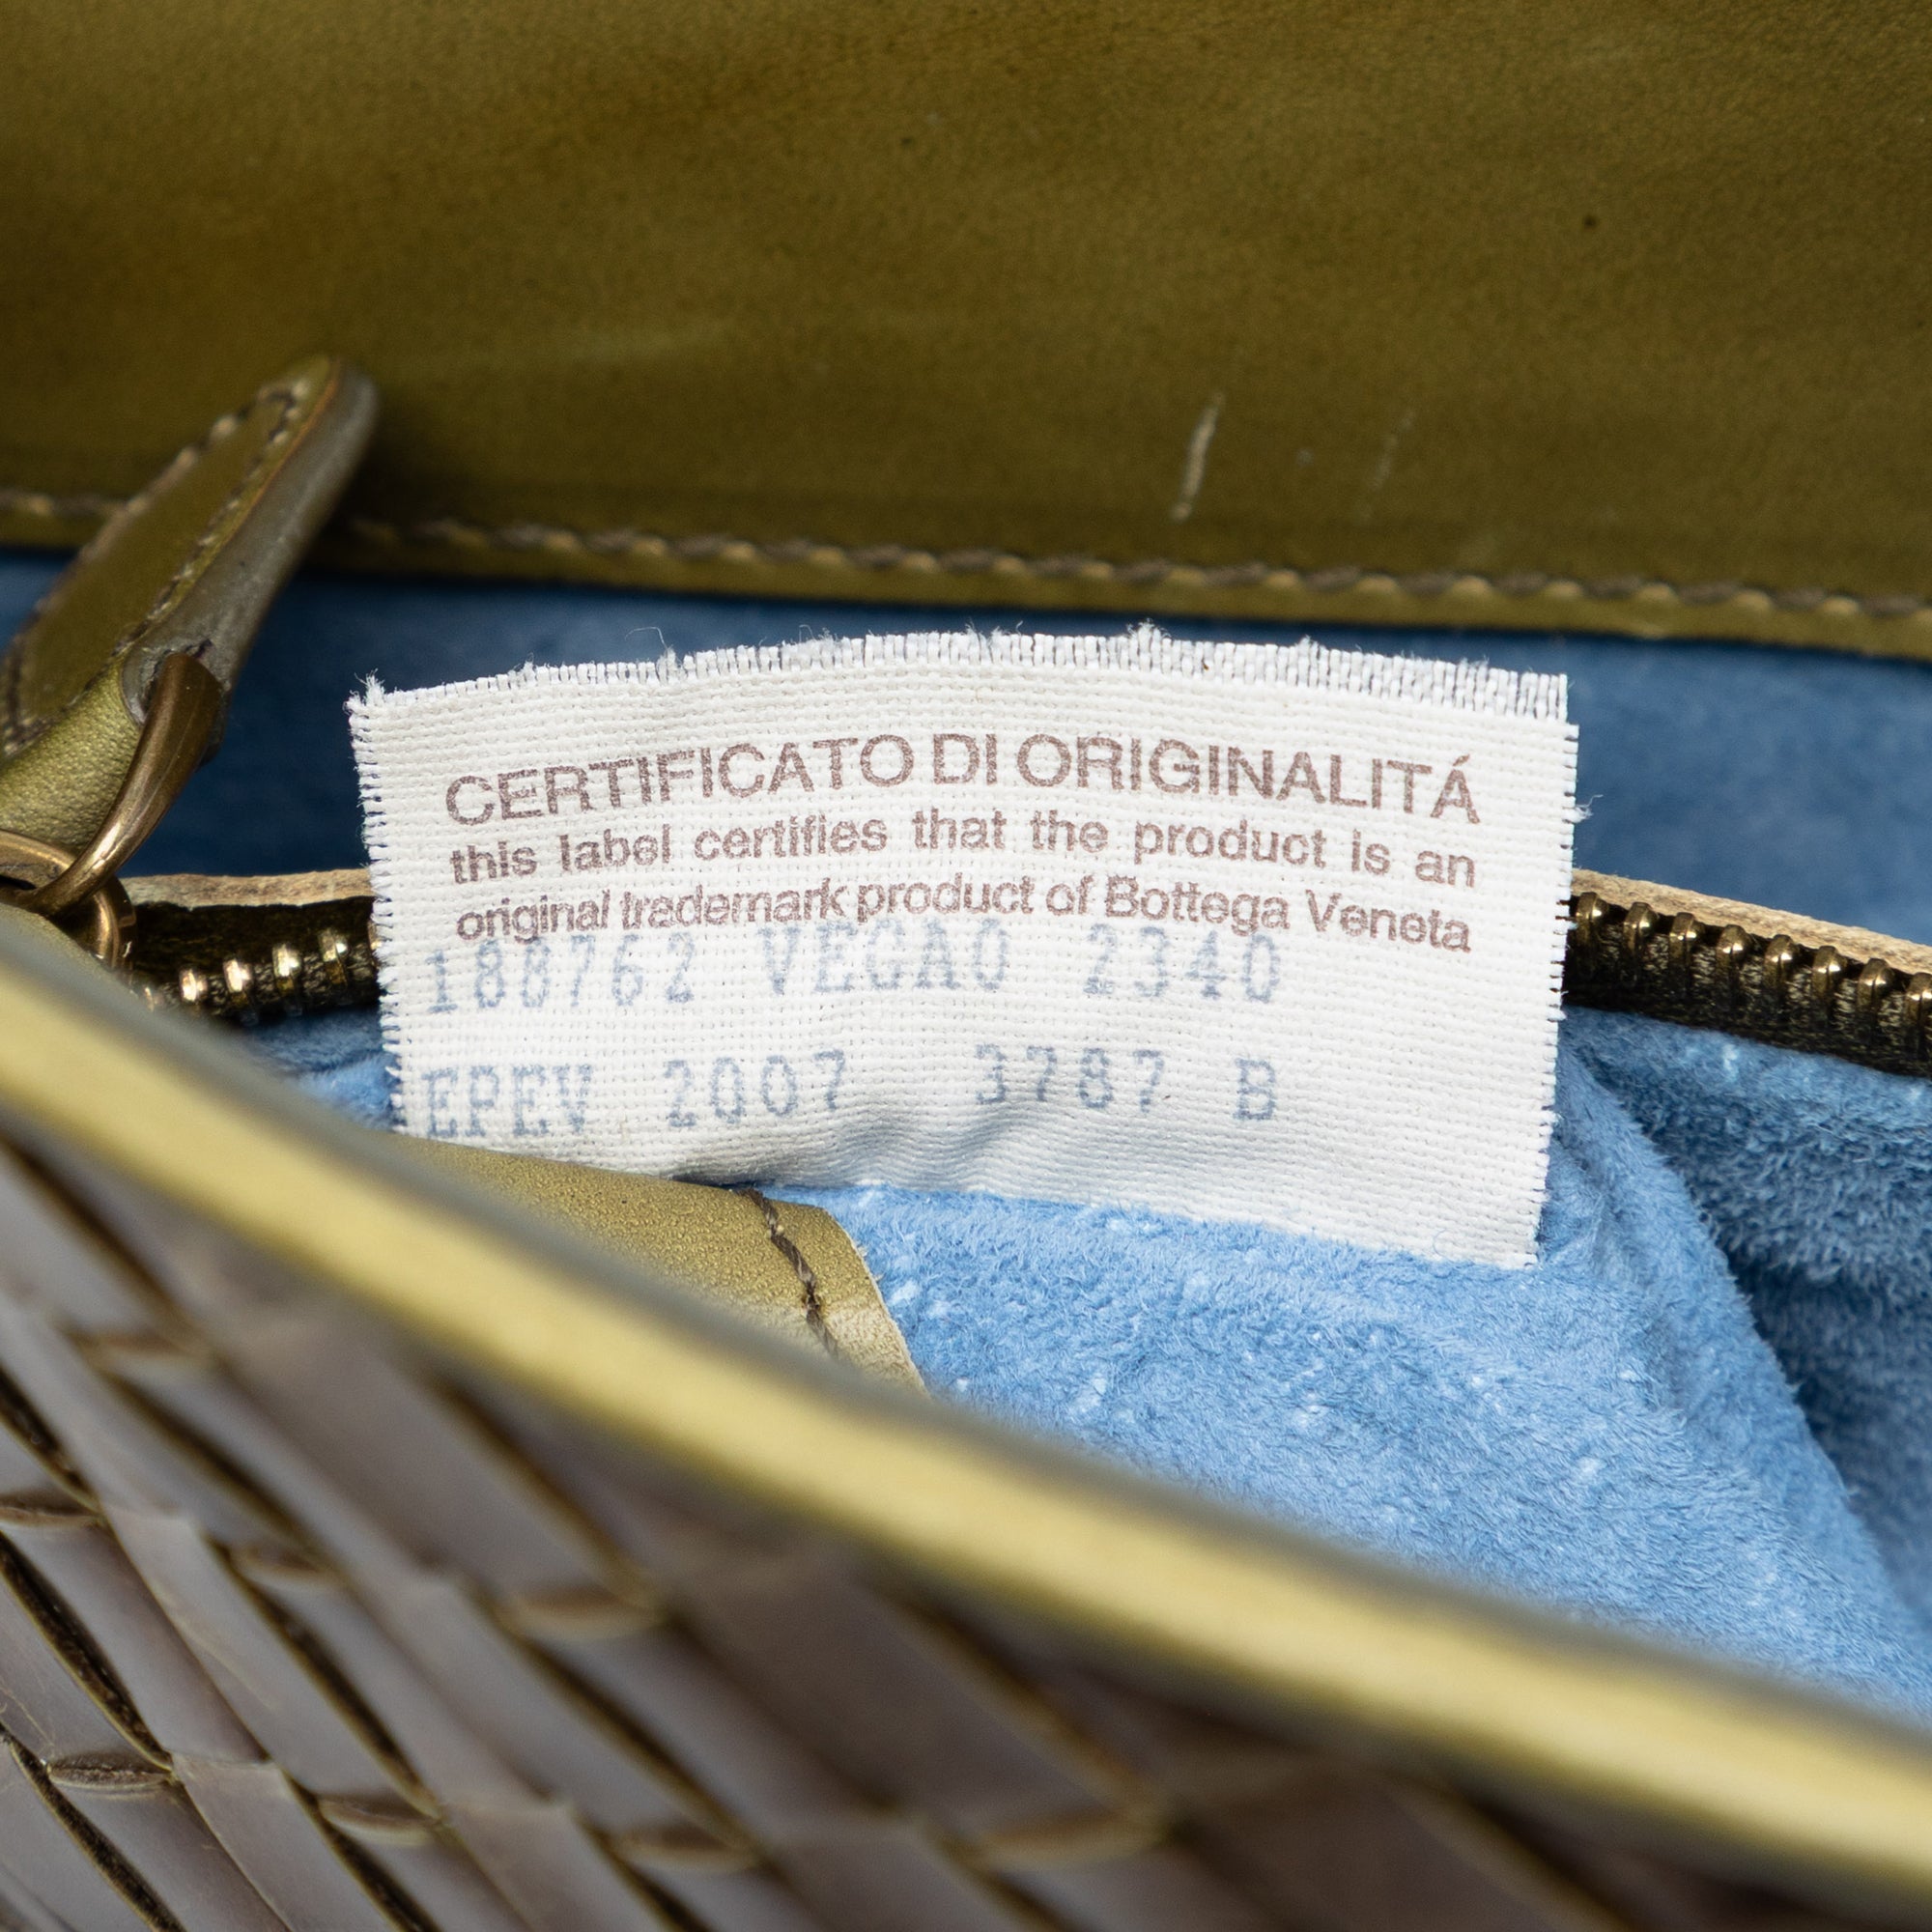 CERTIFICATO DI ORIGINALITÁ
this label certifies that the product is an
original trademark product of Bottega Veneta
188762 VEGAO 2340
EPEV 2007 3787 B